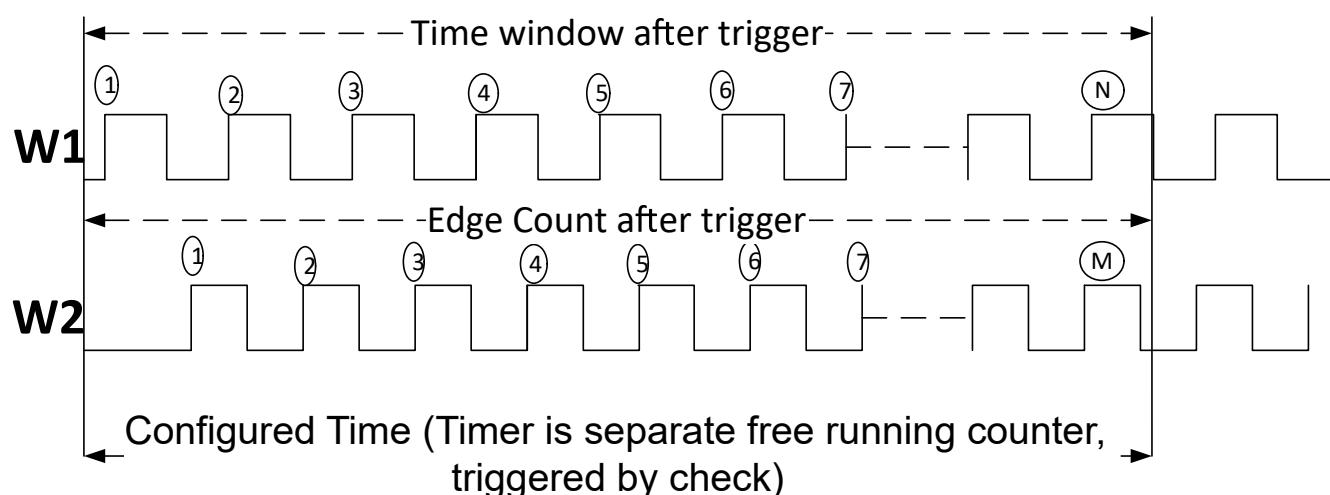 Time window after trigger
1 2 3 4 5 6 7 N
W1
Edge Count after trigger
1 2 3 4 5 6 7 M
W2
Configured Time (Timer is separate free running counter,
triggered by check)